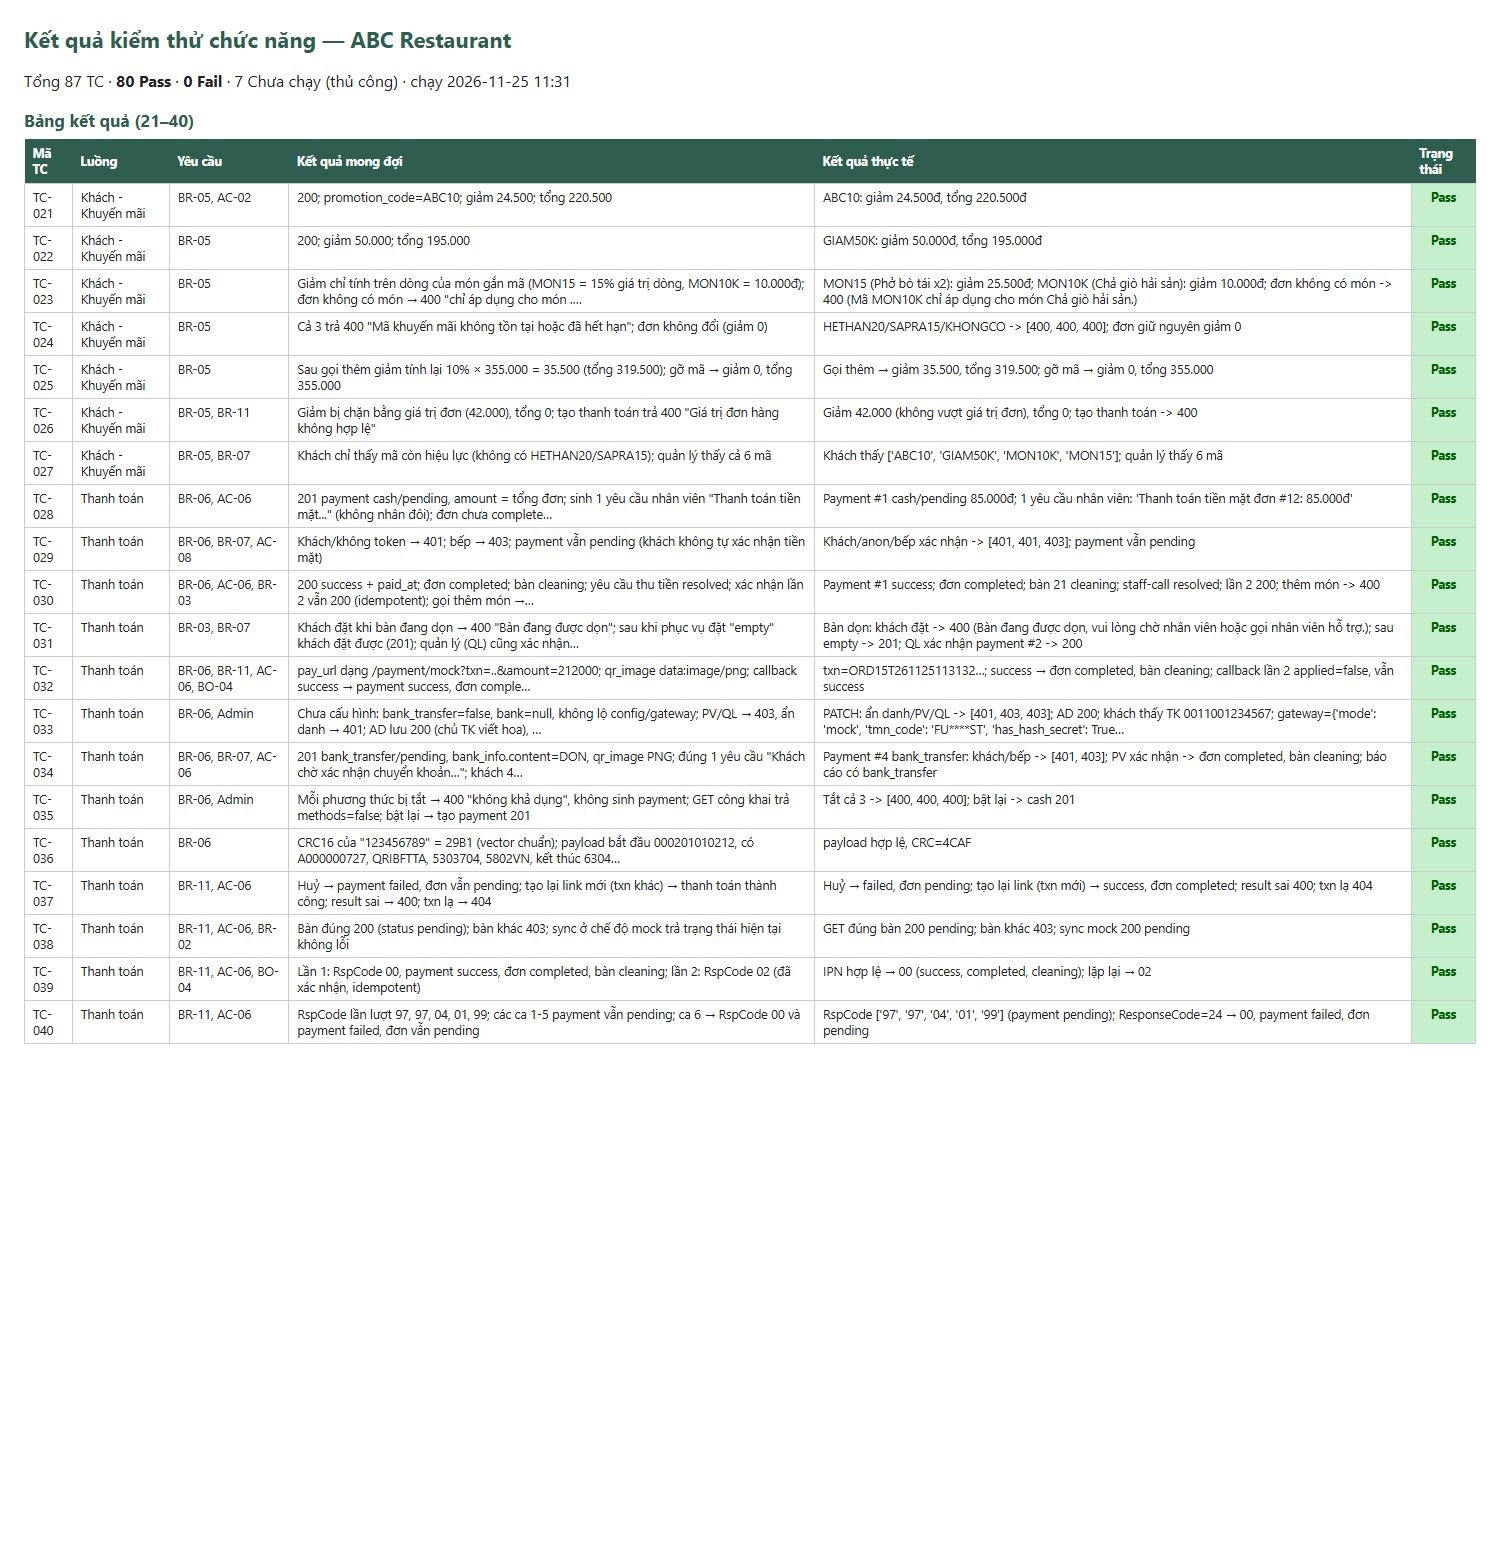 Kết quả kiểm thử chức năng — ABC Restaurant
Tổng 87 TC · 80 Pass · 0 Fail · 7 Chưa chạy (thủ công) · chạy 2026-11-25 11:31
Bảng kết quả (21–40)
Mã TC | Luồng | Yêu cầu | Kết quả mong đợi | Kết quả thực tế | Trạng thái
TC-021 | Khách - Khuyến mãi | BR-05, AC-02 | 200; promotion_code=ABC10; giảm 24.500; tổng 220.500 | ABC10: giảm 24.500đ, tổng 220.500đ | Pass
TC-022 | Khách - Khuyến mãi | BR-05 | 200; giảm 50.000; tổng 195.000 | GIAM50K: giảm 50.000đ, tổng 195.000đ | Pass
TC-023 | Khách - Khuyến mãi | BR-05 | Giảm chỉ tính trên dòng của món gắn mã (MON15 = 15% giá trị dòng, MON10K = 10.000đ); đơn không có món → 400 "chỉ áp dụng cho món .... | MON15 (Phở bò tái x2): giảm 25.500đ; MON10K (Chả giò hải sản): giảm 10.000đ; đơn không có món -> 400 (Mã MON10K chỉ áp dụng cho món Chả giò hải sản.) | Pass
TC-024 | Khách - Khuyến mãi | BR-05 | Cả 3 trả 400 "Mã khuyến mãi không tồn tại hoặc đã hết hạn"; đơn không đổi (giảm 0) | HETHAN20/SAPRA15/KHONGCO -> [400, 400, 400]; đơn giữ nguyên giảm 0 | Pass
TC-025 | Khách - Khuyến mãi | BR-05 | Sau gọi thêm giảm tính lại 10% × 355.000 = 35.500 (tổng 319.500); gỡ mã → giảm 0, tổng 355.000 | Gọi thêm → giảm 35.500, tổng 319.500; gỡ mã → giảm 0, tổng 355.000 | Pass
TC-026 | Khách - Khuyến mãi | BR-05, BR-11 | Giảm bị chặn bằng giá trị đơn (42.000), tổng 0; tạo thanh toán trả 400 "Giá trị đơn hàng không hợp lệ" | Giảm 42.000 (không vượt giá trị đơn), tổng 0; tạo thanh toán -> 400 | Pass
TC-027 | Khách - Khuyến mãi | BR-05, BR-07 | Khách chỉ thấy mã còn hiệu lực (không có HETHAN20/SAPRA15); quản lý thấy cả 6 mã | Khách thấy ['ABC10', 'GIAM50K', 'MON10K', 'MON15']; quản lý thấy 6 mã | Pass
TC-028 | Thanh toán | BR-06, AC-06 | 201 payment cash/pending, amount = tổng đơn; sinh 1 yêu cầu nhân viên "Thanh toán tiền mặt..." (không nhân đôi); đơn chưa complete... | Payment #1 cash/pending 85.000đ; 1 yêu cầu nhân viên: 'Thanh toán tiền mặt đơn #12: 85.000đ' | Pass
TC-029 | Thanh toán | BR-06, BR-07, AC-08 | Khách/không token → 401; bếp → 403; payment vẫn pending (khách không tự xác nhận tiền mặt) | Khách/anon/bếp xác nhận -> [401, 401, 403]; payment vẫn pending | Pass
TC-030 | Thanh toán | BR-06, AC-06, BR-03 | 200 success + paid_at; đơn completed; bàn cleaning; yêu cầu thu tiền resolved; xác nhận lần 2 vẫn 200 (idempotent); gọi thêm món →... | Payment #1 success; đơn completed; bàn 21 cleaning; staff-call resolved; lần 2 200; thêm món -> 400 | Pass
TC-031 | Thanh toán | BR-03, BR-07 | Khách đặt khi bàn đang dọn → 400 "Bàn đang được dọn"; sau khi phục vụ đặt "empty" khách đặt được (201); quản lý (QL) cũng xác nhận... | Bàn dọn: khách đặt -> 400 (Bàn đang được dọn, vui lòng chờ nhân viên hoặc gọi nhân viên hỗ trợ.); sau empty -> 201; QL xác nhận payment #2 -> 200 | Pass
TC-032 | Thanh toán | BR-06, BR-11, AC-06, BO-04 | pay_url dạng /payment/mock?txn=..&amount=212000; qr_image data:image/png; callback success → payment success, đơn comple... | txn=ORD15T261125113132...; success → đơn completed, bàn cleaning; callback lần 2 applied=false, vẫn success | Pass
TC-033 | Thanh toán | BR-06, Admin | Chưa cấu hình: bank_transfer=false, bank=null, không lộ config/gateway; PV/QL → 403, ẩn danh → 401; AD lưu 200 (chủ TK viết hoa), ... | PATCH: ẩn danh/PV/QL -> [401, 403, 403]; AD 200; khách thấy TK 0011001234567; gateway={'mode': 'mock', 'tmn_code': 'FU****ST', 'has_hash_secret': True... | Pass
TC-034 | Thanh toán | BR-06, BR-07, AC-06 | 201 bank_transfer/pending, bank_info.content=DON, qr_image PNG; đúng 1 yêu cầu "Khách chờ xác nhận chuyển khoản..."; khách 4... | Payment #4 bank_transfer: khách/bếp -> [401, 403]; PV xác nhận -> đơn completed, bàn cleaning; báo cáo có bank_transfer | Pass
TC-035 | Thanh toán | BR-06, Admin | Mỗi phương thức bị tắt → 400 "không khả dụng", không sinh payment; GET công khai trả methods=false; bật lại → tạo payment 201 | Tắt cả 3 -> [400, 400, 400]; bật lại -> cash 201 | Pass
TC-036 | Thanh toán | BR-06 | CRC16 của "123456789" = 29B1 (vector chuẩn); payload bắt đầu 000201010212, có A000000727, QRIBFTTA, 5303704, 5802VN, kết thúc 6304... | payload hợp lệ, CRC=4CAF | Pass
TC-037 | Thanh toán | BR-11, AC-06 | Huỷ → payment failed, đơn vẫn pending; tạo lại link mới (txn khác) → thanh toán thành công; result sai → 400; txn lạ → 404 | Huỷ → failed, đơn pending; tạo lại link (txn mới) → success, đơn completed; result sai 400; txn lạ 404 | Pass
TC-038 | Thanh toán | BR-11, AC-06, BR-02 | Bàn đúng 200 (status pending); bàn khác 403; sync ở chế độ mock trả trạng thái hiện tại không lỗi | GET đúng bàn 200 pending; bàn khác 403; sync mock 200 pending | Pass
TC-039 | Thanh toán | BR-11, AC-06, BO-04 | Lần 1: RspCode 00, payment success, đơn completed, bàn cleaning; lần 2: RspCode 02 (đã xác nhận, idempotent) | IPN hợp lệ → 00 (success, completed, cleaning); lặp lại → 02 | Pass
TC-040 | Thanh toán | BR-11, AC-06 | RspCode lần lượt 97, 97, 04, 01, 99; các ca 1-5 payment vẫn pending; ca 6 → RspCode 00 và payment failed, đơn vẫn pending | RspCode ['97', '97', '04', '01', '99'] (payment pending); ResponseCode=24 → 00, payment failed, đơn pending | Pass